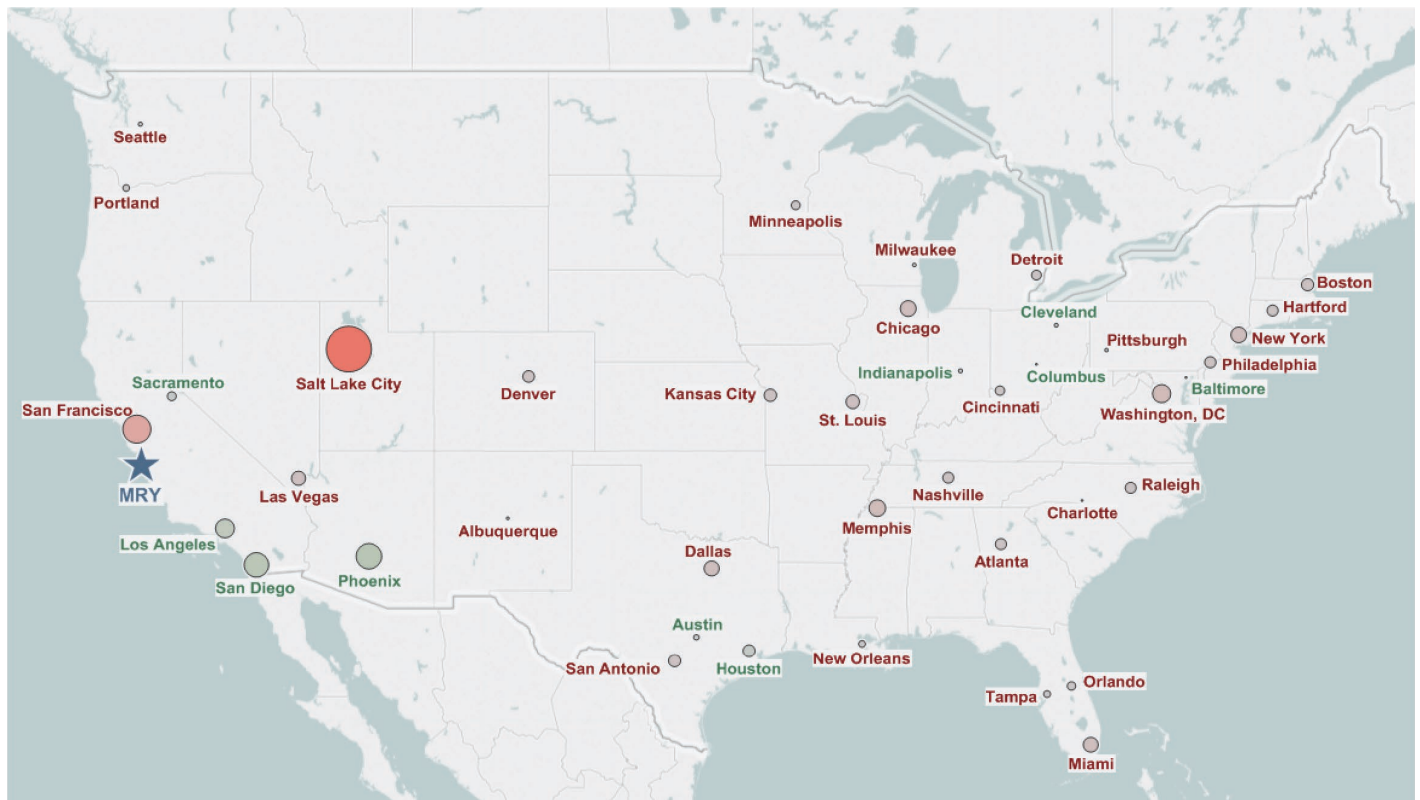 Seattle
Portland
Minneapolis
Milwaukee
Detroit
Boston
Hartford
Cleveland
Chicago
New York
Pittsburgh
Philadelphia
Indianapolis
Columbus
Baltimore
Salt Lake City
Sacramento
Denver
Kansas City
Cincinnati
Washington, DC
San Francisco
St. Louis
MRY
Las Vegas
Nashville
Raleigh
Charlotte
Memphis
Albuquerque
Los Angeles
Dallas
Atlanta
Phoenix
San Diego
Austin
San Antonio
Houston
New Orleans
Orlando
Tampa
Miami